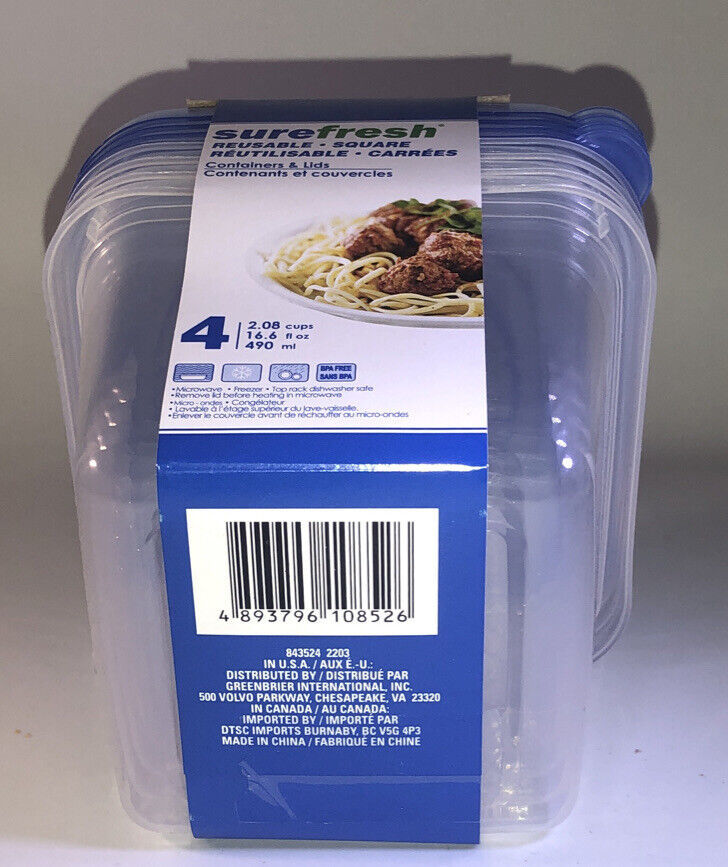 surefresh®
REUSABLE • SQUARE
RÉUTILISABLE • CARRÉES
Containers & Lids
Contenants et couvercles
4
2.08 cups
16.6 fl oz
490 ml
BPA FREE
SANS BPA
•Microwave • Freezer • Top rack dishwasher safe
•Remove lid before heating in microwave
•Micro-ondes • Congélateur
• Lavable à l'étage supérieur du lave-vaisselle.
•Enlever le couvercle avant de réchauffer au micro-ondes
4 893796 108526
843524 2203
IN U.S.A. / AUX É.-U.:
DISTRIBUTED BY / DISTRIBUÉ PAR
GREENBRIER INTERNATIONAL, INC.
500 VOLVO PARKWAY, CHESAPEAKE, VA 23320
IN CANADA / AU CANADA:
IMPORTED BY / IMPORTÉ PAR
DTSC IMPORTS BURNABY, BC V5G 4P3
MADE IN CHINA / FABRIQUÉ EN CHINE